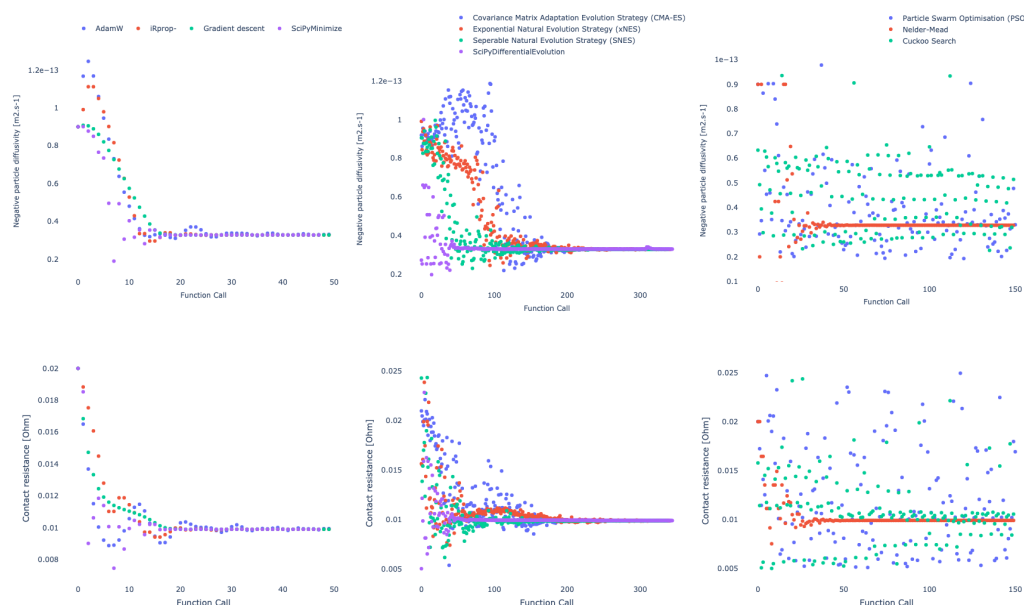 AdamW iRprop- Gradient descent SciPyMinimize
1.2e−13
1
0.8
0.6
0.4
0.2
Negative particle diffusivity [m2.s-1]
0 10 20 30 40 50
Function Call
Covariance Matrix Adaptation Evolution Strategy (CMA-ES)
Exponential Natural Evolution Strategy (xNES)
Seperable Natural Evolution Strategy (SNES)
SciPyDifferentialEvolution
1.2e−13
1
0.8
0.6
0.4
0.2
Negative particle diffusivity [m2.s-1]
0 100 200 300
Function Call
Particle Swarm Optimisation (PSO
Nelder-Mead
Cuckoo Search
1e−13
0.9
0.8
0.7
0.6
0.5
0.4
0.3
0.2
0.1
Negative particle diffusivity [m2.s-1]
0 50 100 150
Function Call
0.02
0.018
0.016
0.014
0.012
0.01
0.008
Contact resistance [Ohm]
0 10 20 30 40 50
Function Call
0.025
0.02
0.015
0.01
0.005
Contact resistance [Ohm]
0 100 200 300
Function Call
0.025
0.02
0.015
0.01
0.005
Contact resistance [Ohm]
0 50 100 150
Function Call